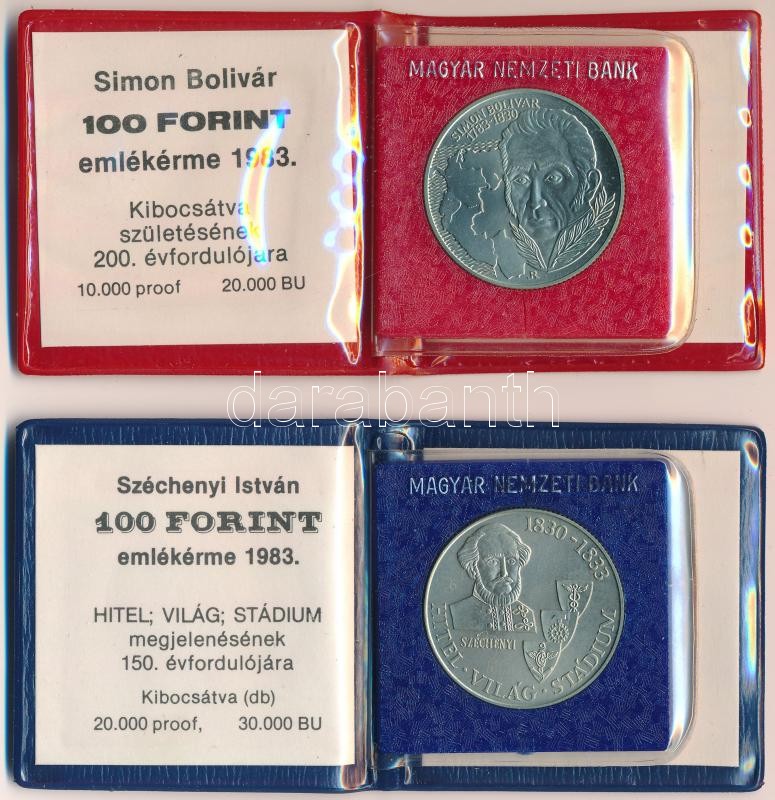 Simon Bolivár
100 FORINT
emlékérme 1983.
Kibocsátva
születésének
200. évfordulójára
10.000 proof 20.000 BU
MAGYAR NEMZETI BANK
SIMON BOLIVAR
1783-1830
darabanth
Széchenyi István
100 FORINT
emlékérme 1983.
HITEL; VILÁG; STÁDIUM
megjelenésének
150. évfordulójára
Kibocsátva (db)
20.000 proof, 30.000 BU
MAGYAR NEMZETI BANK
1830-1833
SZÉCHENYI
HITEL · VILÁG · STÁDIUM